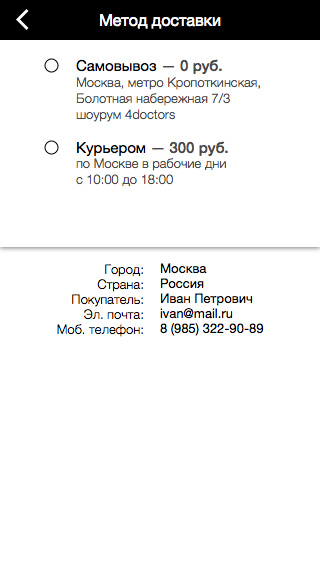 Метод доставки
Самовывоз — 0 руб.
Москва, метро Кропоткинская,
Болотная набережная 7/3
шоурум 4doctors
Курьером — 300 руб.
по Москве в рабочие дни
с 10:00 до 18:00
Город: Москва
Страна: Россия
Покупатель: Иван Петрович
Эл. почта: ivan@mail.ru
Моб. телефон: 8 (985) 322-90-89